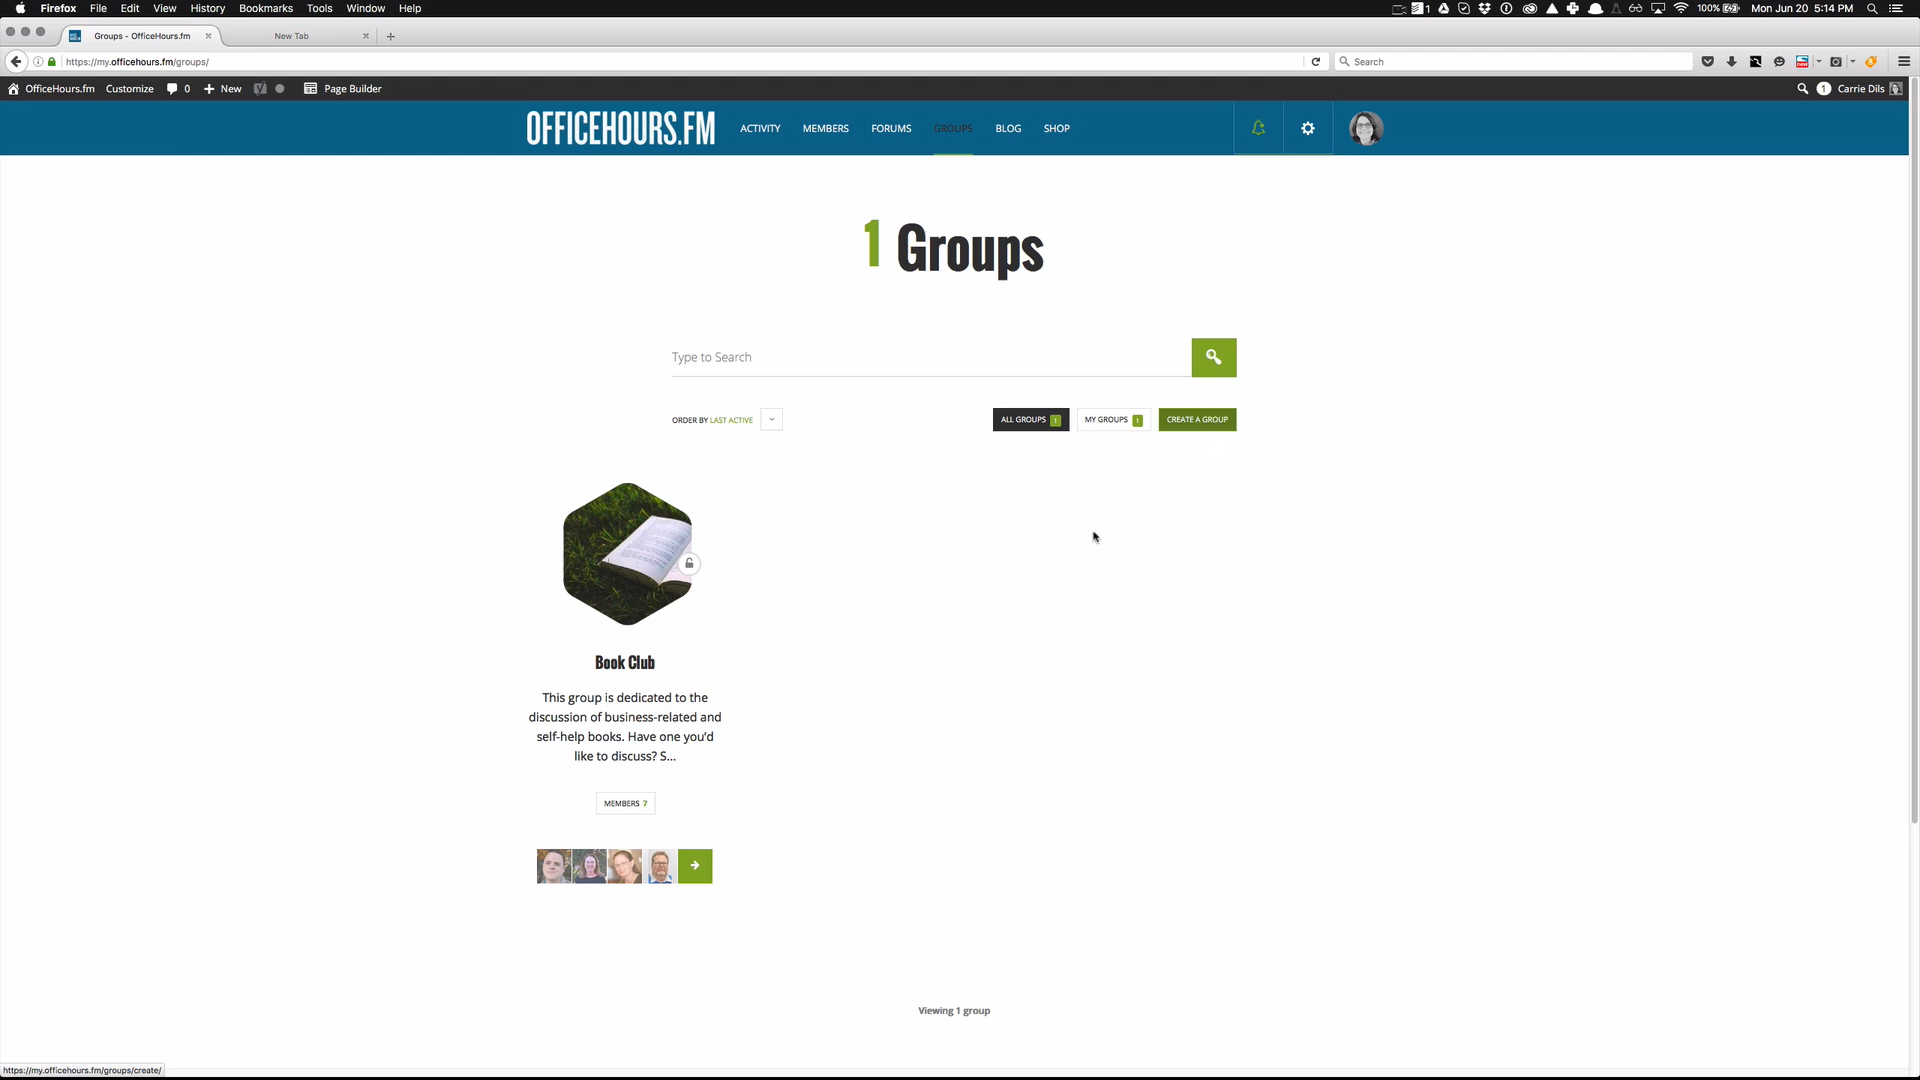 Firefox File Edit View History Bookmarks Tools Window Help 1 100% Mon Jun 20 5:14 PM
Groups - OfficeHours.fm New Tab
https://my.officehours.fm/groups/ Search
OfficeHours.fm Customize 0 New Page Builder 1 Carrie Dils
OFFICEHOURS.FM ACTIVITY MEMBERS FORUMS GROUPS BLOG SHOP
1 Groups
Type to Search
ORDER BY LAST ACTIVE ALL GROUPS 1 MY GROUPS 1 CREATE A GROUP
Book Club
This group is dedicated to the
discussion of business-related and
self-help books. Have one you'd
like to discuss? S...
MEMBERS 7
Viewing 1 group
https://my.officehours.fm/groups/create/